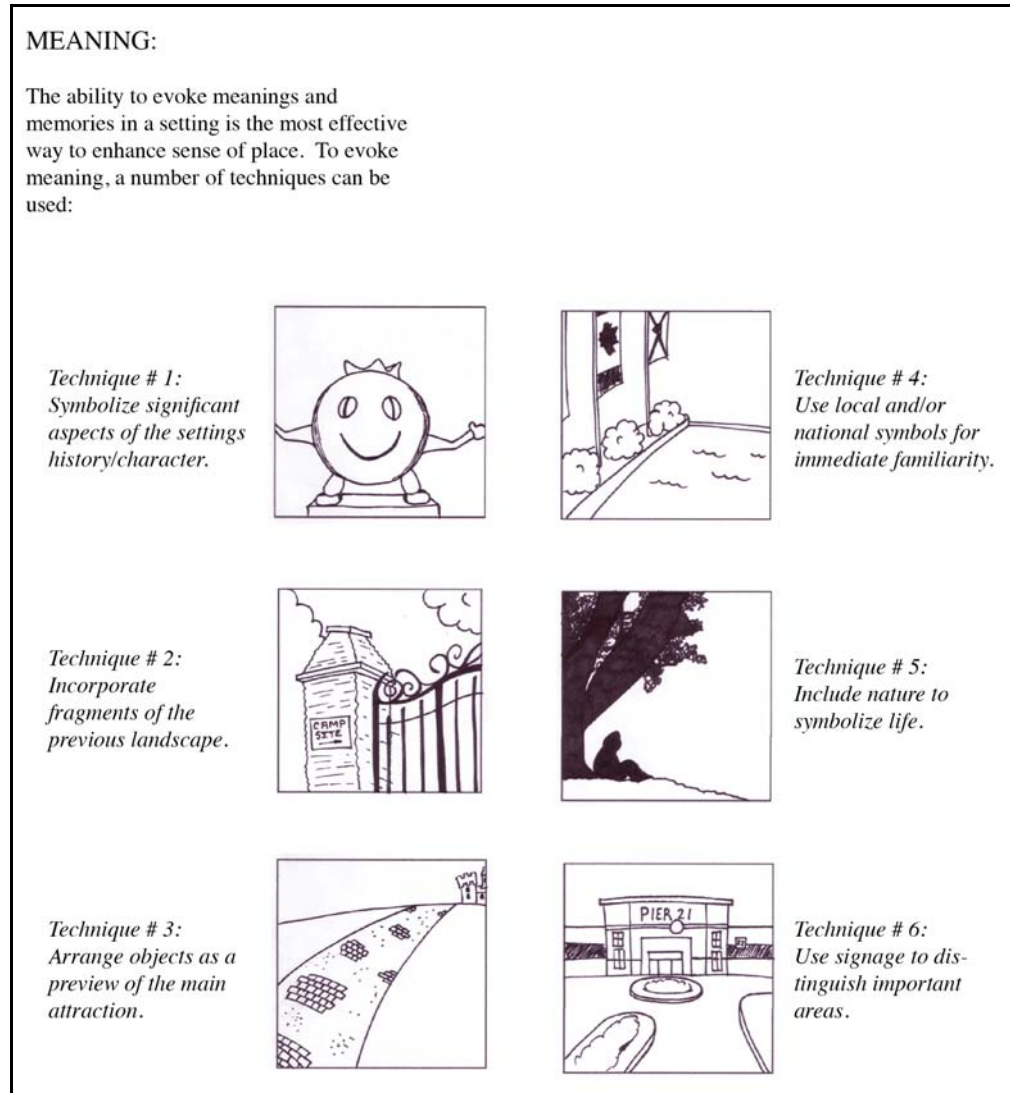 MEANING:
The ability to evoke meanings and
memories in a setting is the most effective
way to enhance sense of place.  To evoke
meaning, a number of techniques can be
used:
Technique # 1:
Symbolize significant
aspects of the settings
history/character.
Technique # 2:
Incorporate
fragments of the
previous landscape.
CAMP
SITE
Technique # 3:
Arrange objects as a
preview of the main
attraction.
Technique # 4:
Use local and/or
national symbols for
immediate familiarity.
Technique # 5:
Include nature to
symbolize life.
PIER 21
Technique # 6:
Use signage to dis-
tinguish important
areas.